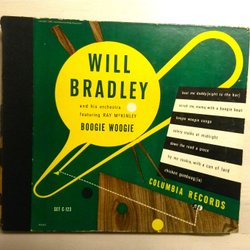 WILL
BRADLEY
and his orchestra
featuring RAY McKINLEY
BOOGIE WOOGIE
beat me daddy(eight to the bar)
scrub me mama, with a boogie beat
boogie woogie conga
celery stalks at midnight
down the road a piece
fry me cookie, with a can of lard
chicken gumboogie
COLUMBIA RECORDS
SET C-123